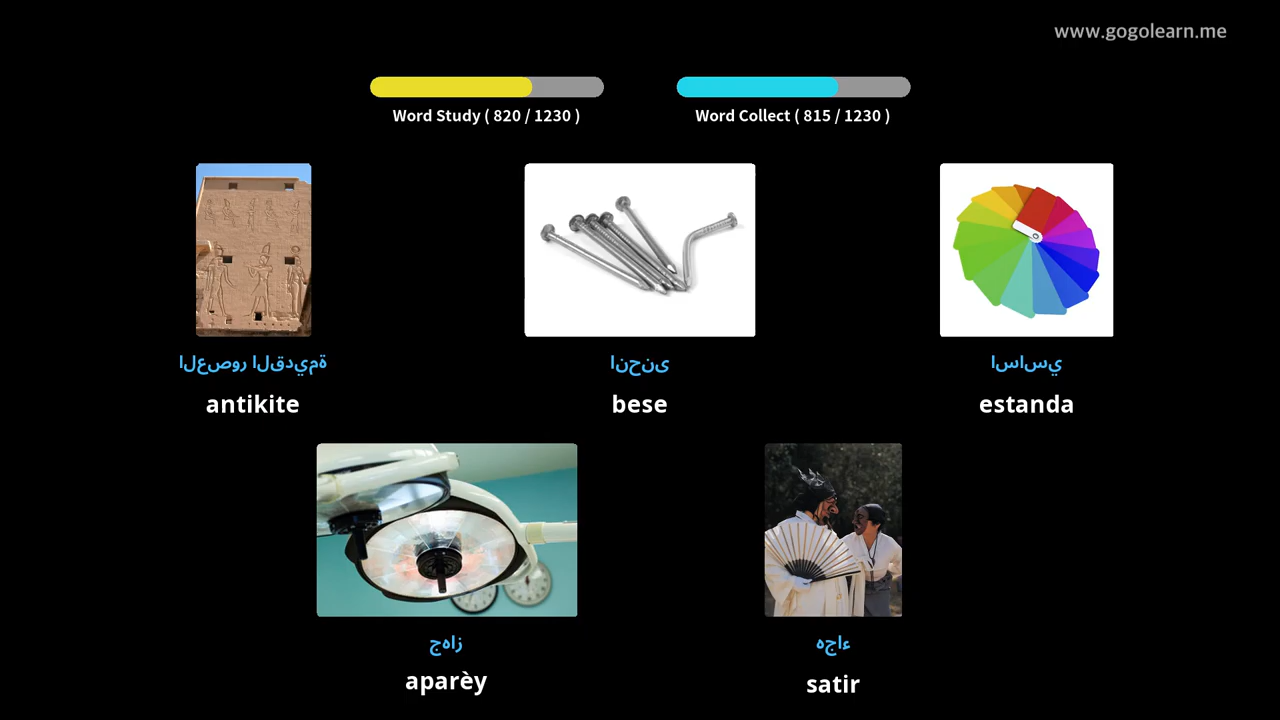 www.gogolearn.me
Word Study ( 820 / 1230 )
Word Collect ( 815 / 1230 )
العصور القديمة
antikite
انحنى
bese
اساسي
estanda
جهاز
aparèy
هجاء
satir